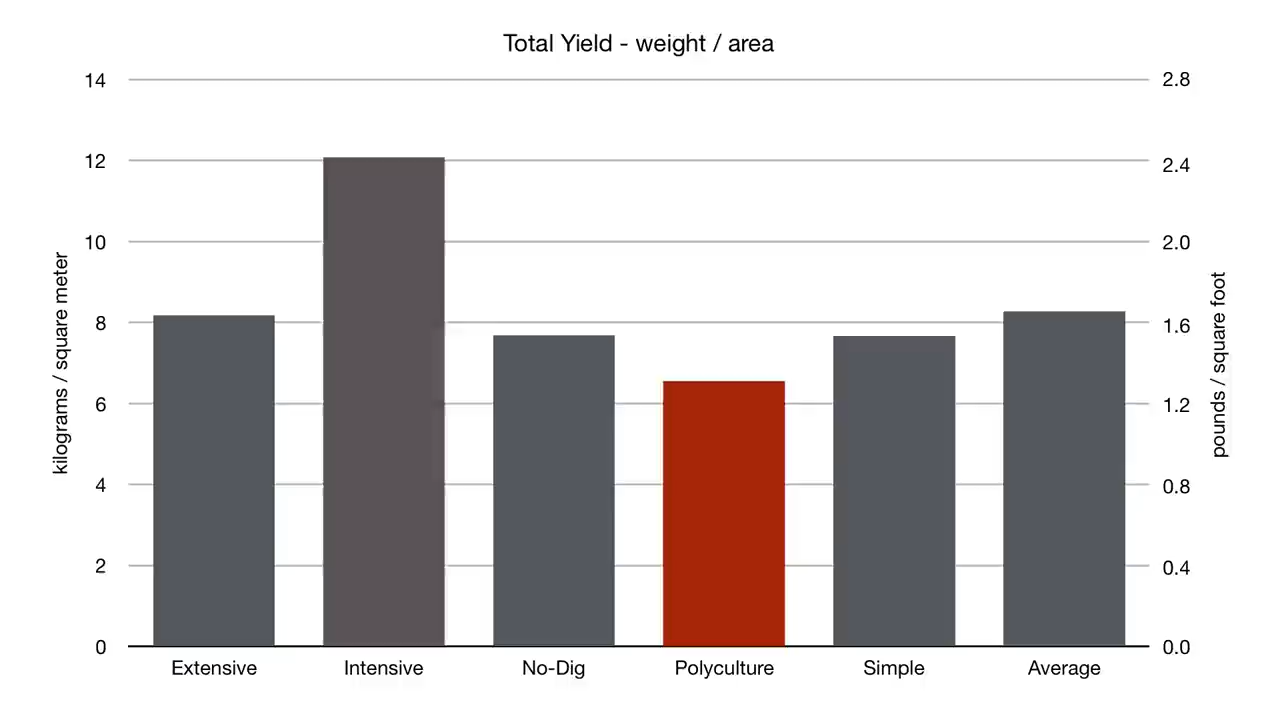 Total Yield - weight / area
14
12
10
8
6
4
2
0
kilograms / square meter
2.8
2.4
2.0
1.6
1.2
0.8
0.4
0.0
pounds / square foot
Extensive
Intensive
No-Dig
Polyculture
Simple
Average